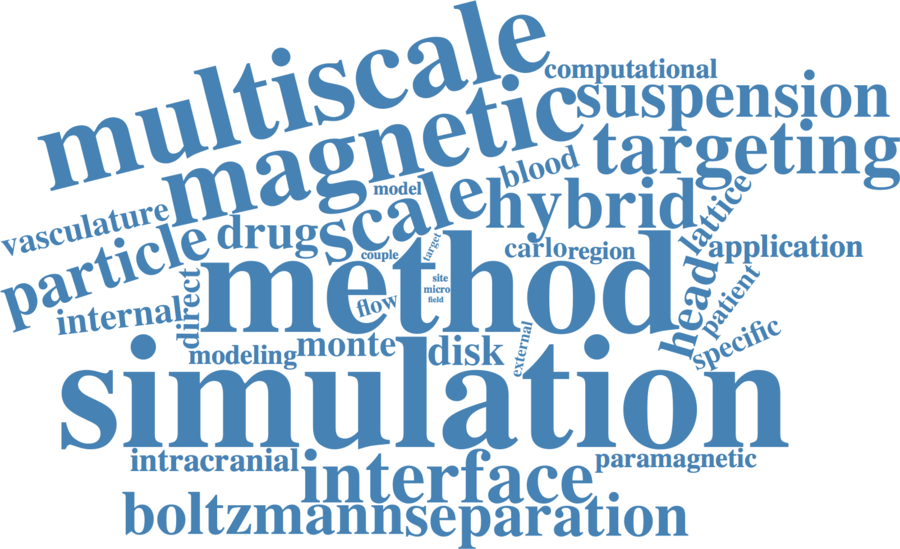 multiscale
computational
magnetic
suspension
targeting
blood
model
scale
hybrid
lattice
vasculature
drug
particle
couple
target
carlo
region
application
method
head
patient
site
micro
field
flow
internal
direct
specific
modeling
monte
disk
external
simulation
intracranial
interface
paramagnetic
boltzmann
separation